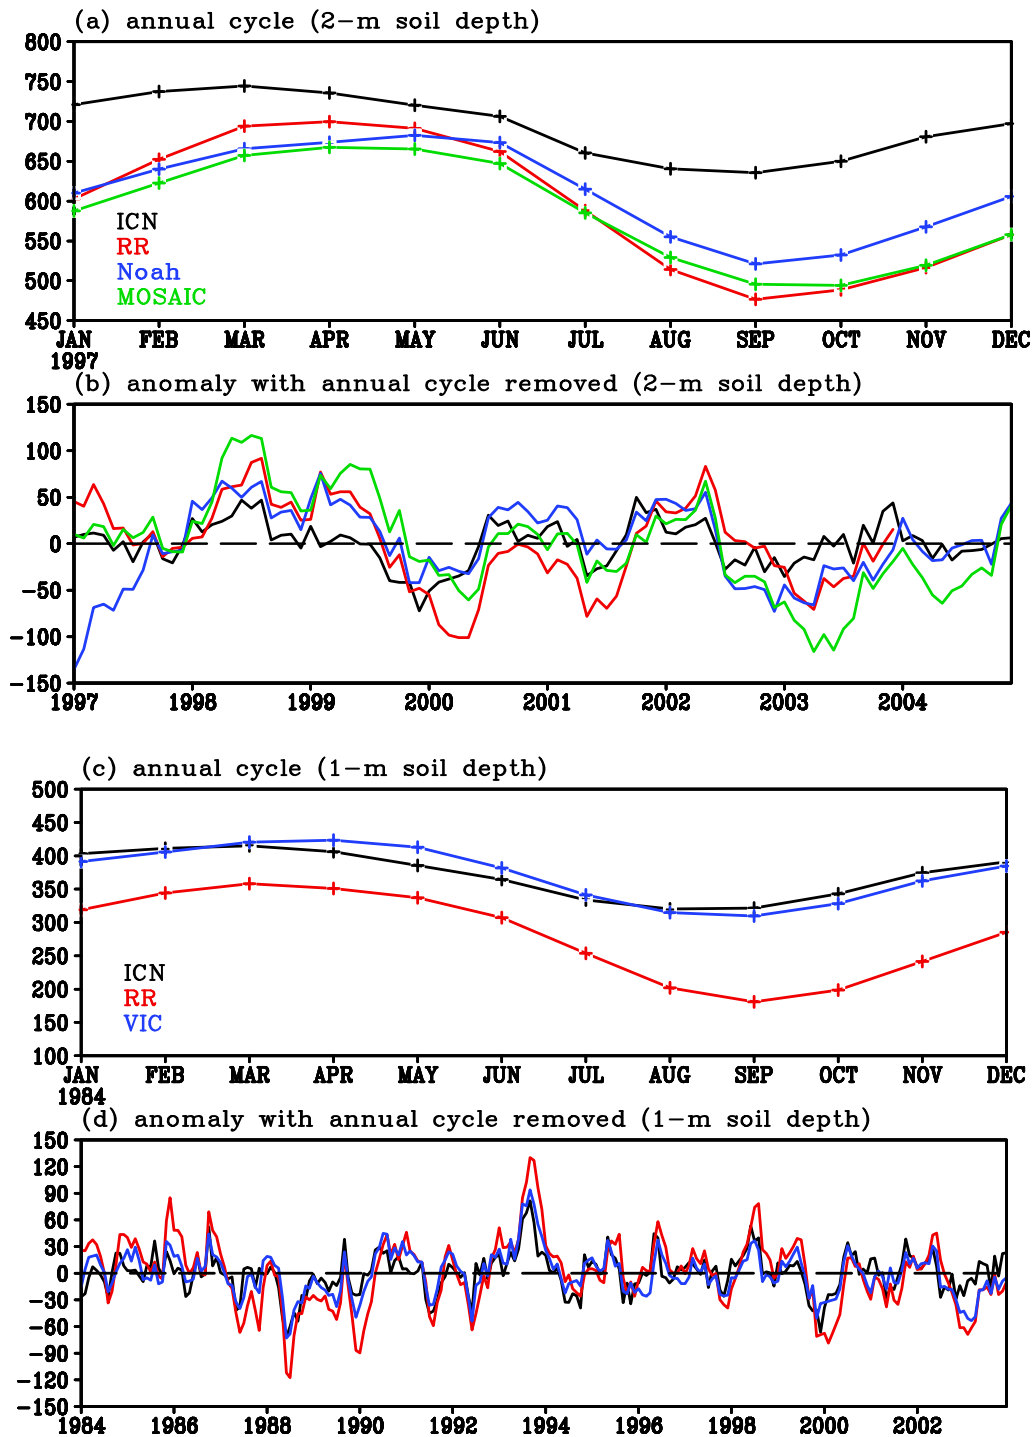 (a) annual cycle (2-m soil depth)
800
750
700
650
600
550
500
450
ICN
RR
Noah
MOSAIC
JAN FEB MAR APR MAY JUN JUL AUG SEP OCT NOV DEC
1997
(b) anomaly with annual cycle removed (2-m soil depth)
150
100
50
0
-50
-100
-150
1997 1998 1999 2000 2001 2002 2003 2004
(c) annual cycle (1-m soil depth)
500
450
400
350
300
250
200
150
100
ICN
RR
VIC
JAN FEB MAR APR MAY JUN JUL AUG SEP OCT NOV DEC
1984
(d) anomaly with annual cycle removed (1-m soil depth)
150
120
90
60
30
0
-30
-60
-90
-120
-150
1984 1986 1988 1990 1992 1994 1996 1998 2000 2002